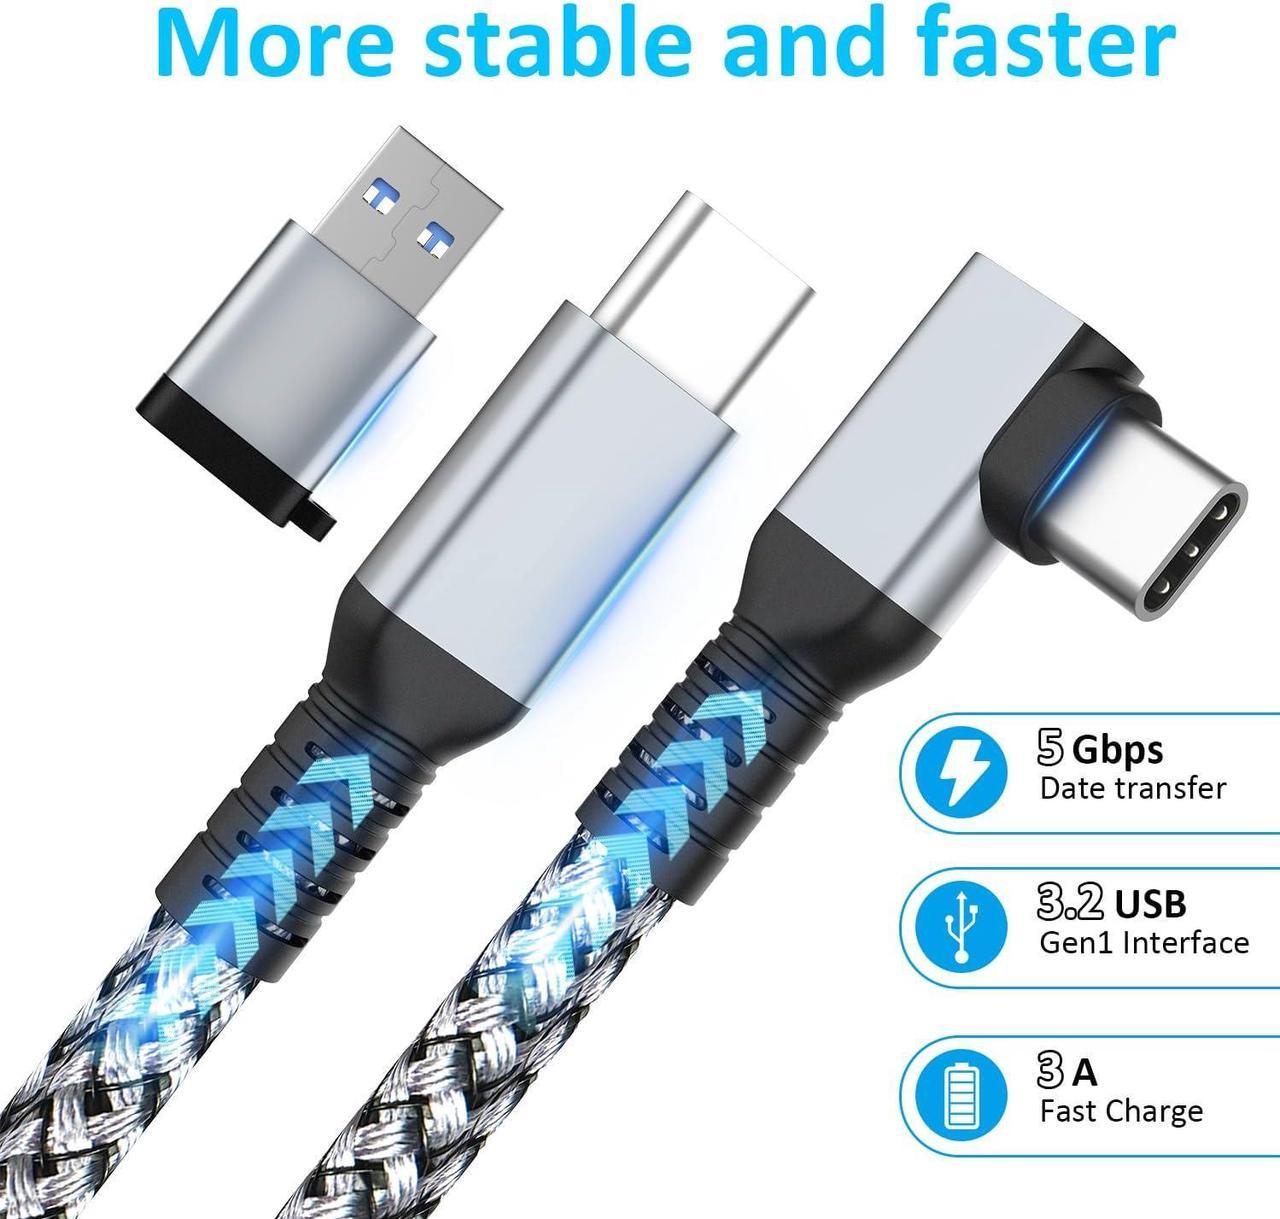 More stable and faster
5 Gbps
Date transfer
3.2 USB
Gen1 Interface
3 A
Fast Charge